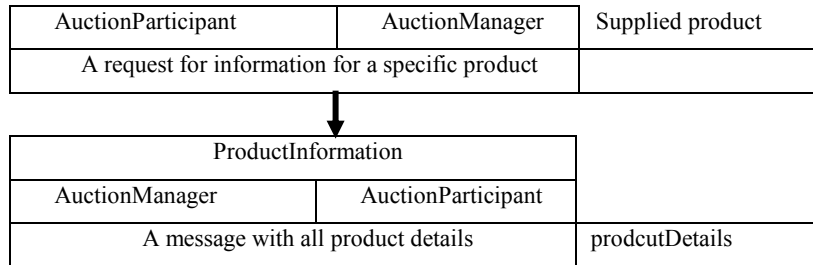 AuctionParticipant AuctionManager Supplied product
A request for information for a specific product
ProductInformation
AuctionManager AuctionParticipant
A message with all product details prodcutDetails